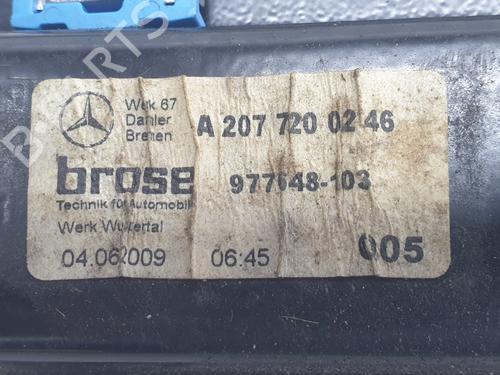 Werk 67
Daimler
Bremen
A 207 720 02 46
brose
977648-103
Technik für Automobile
Werk Wuppertal
04.06.2009 06:45 005